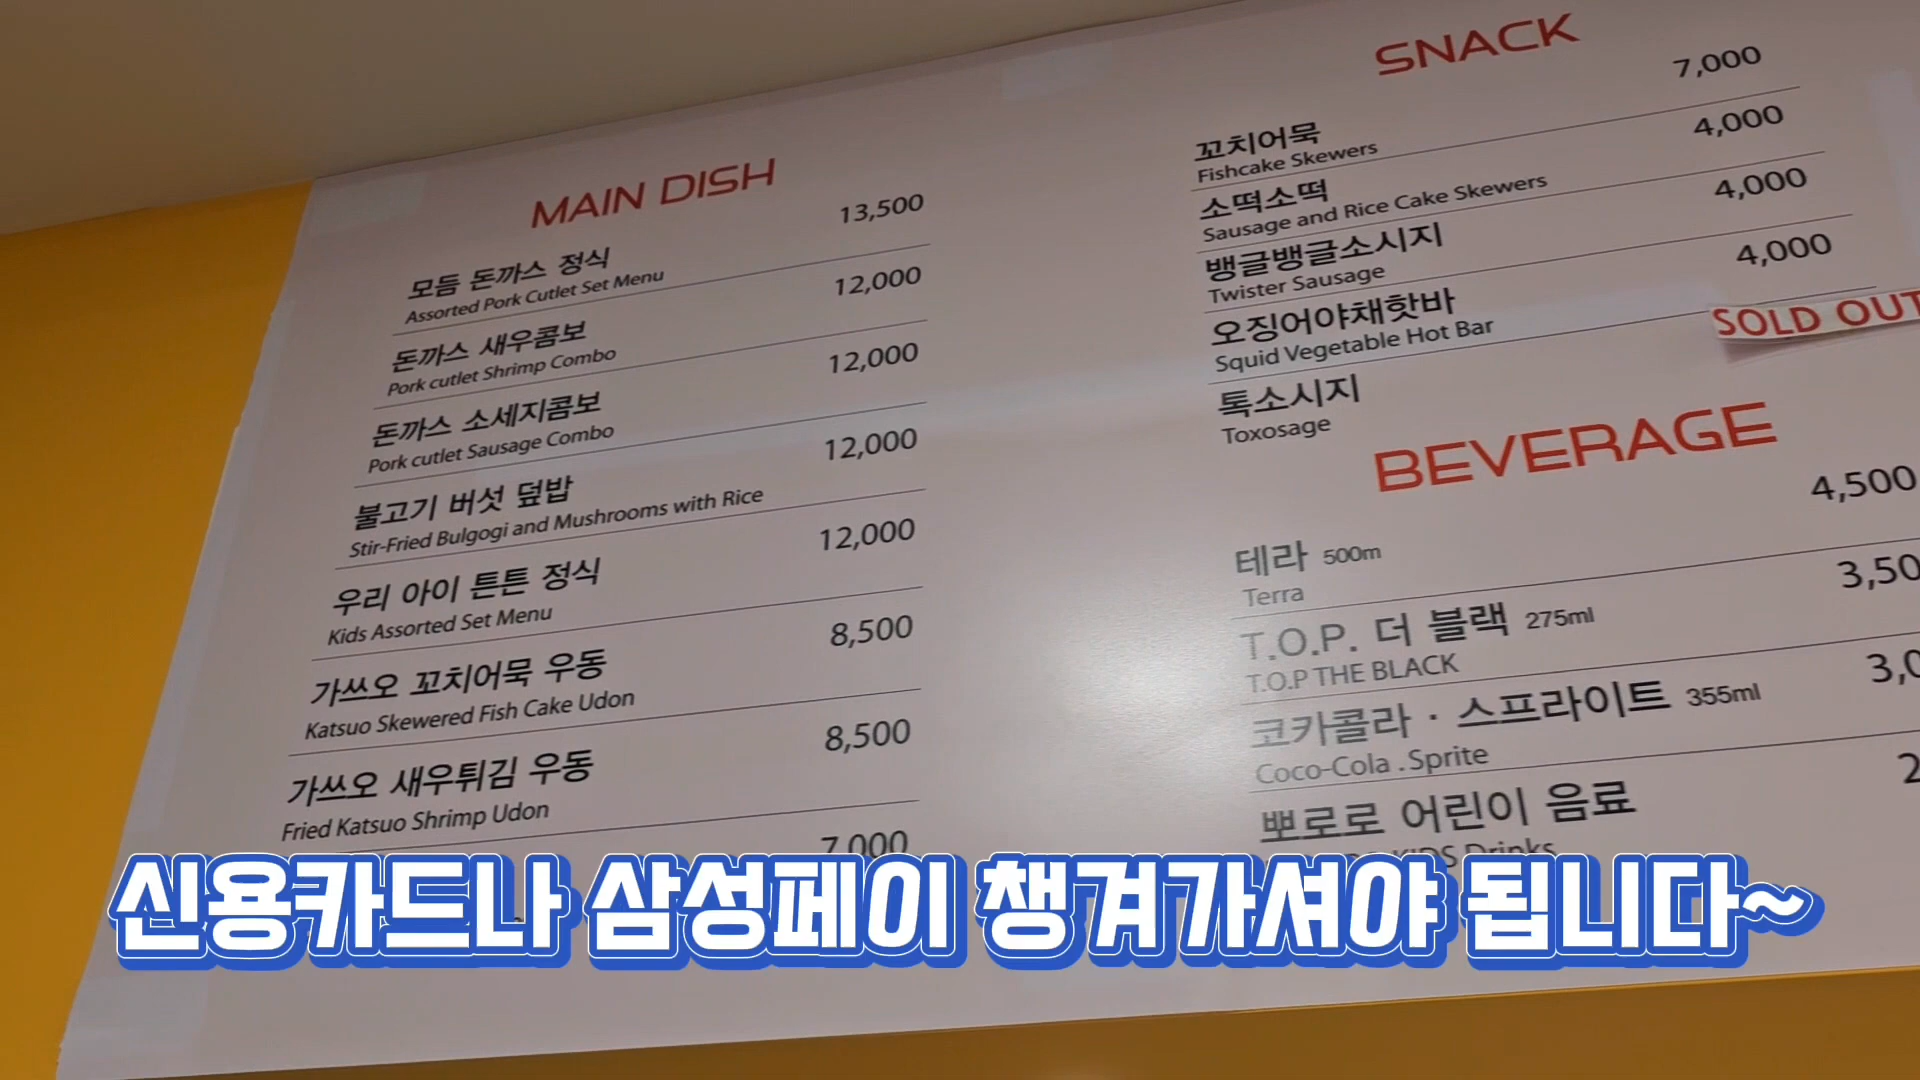 MAIN DISH
13,500
모듬 돈까스 정식
Assorted Pork Cutlet Set Menu
12,000
돈까스 새우콤보
Pork cutlet Shrimp Combo
12,000
돈까스 소세지콤보
Pork cutlet Sausage Combo
12,000
불고기 버섯 덮밥
Stir-Fried Bulgogi and Mushrooms with Rice
12,000
우리 아이 튼튼 정식
Kids Assorted Set Menu
8,500
가쓰오 꼬치어묵 우동
Katsuo Skewered Fish Cake Udon
8,500
가쓰오 새우튀김 우동
Fried Katsuo Shrimp Udon
7,000
SNACK
7,000
꼬치어묵
Fishcake Skewers
4,000
소떡소떡
Sausage and Rice Cake Skewers
4,000
뱅글뱅글소시지
Twister Sausage
4,000
오징어야채핫바
Squid Vegetable Hot Bar
SOLD OUT
톡소시지
Toxosage
BEVERAGE
4,500
테라 500m
Terra
3,50
T.O.P. 더 블랙 275ml
T.O.P THE BLACK
3,0
코카콜라 · 스프라이트 355ml
Coco-Cola . Sprite
2
뽀로로 어린이 음료
KIDS Drinks
신용카드나 삼성페이 챙겨가셔야 됩니다~